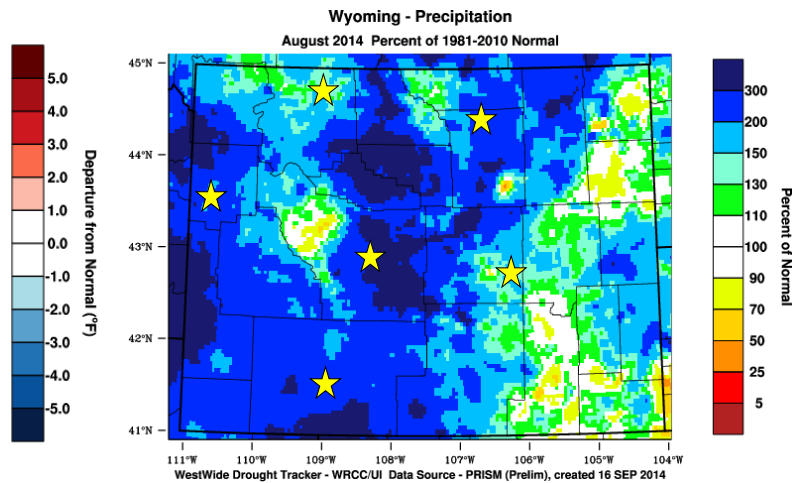 Wyoming - Precipitation
August 2014 Percent of 1981-2010 Normal
5.0
4.0
3.0
2.0
1.0
0.0
-1.0
-2.0
-3.0
-4.0
-5.0
Departure from Normal (°F)
45°N
44°N
43°N
42°N
41°N
111°W
110°W
109°W
108°W
107°W
106°W
105°W
104°W
300
200
150
130
110
100
90
70
50
25
5
Percent of Normal
WestWide Drought Tracker - WRCC/UI Data Source - PRISM (Prelim), created 16 SEP 2014